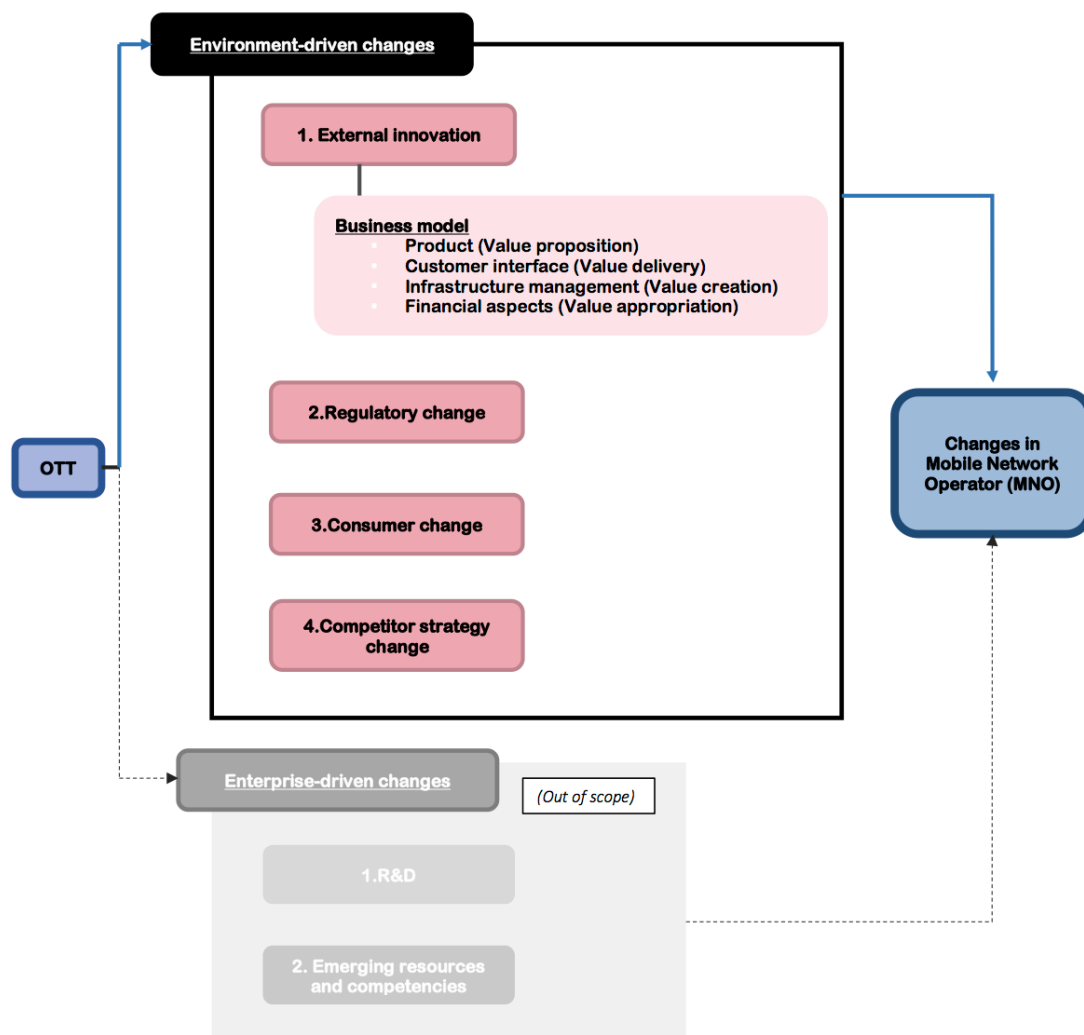 Environment-driven changes
1. External innovation
Business model
Product (Value proposition)
Customer interface (Value delivery)
Infrastructure management (Value creation)
Financial aspects (Value appropriation)
2.Regulatory change
OTT
Changes in
Mobile Network
Operator (MNO)
3.Consumer change
4.Competitor strategy
change
Enterprise-driven changes
(Out of scope)
1.R&D
2. Emerging resources
and competencies